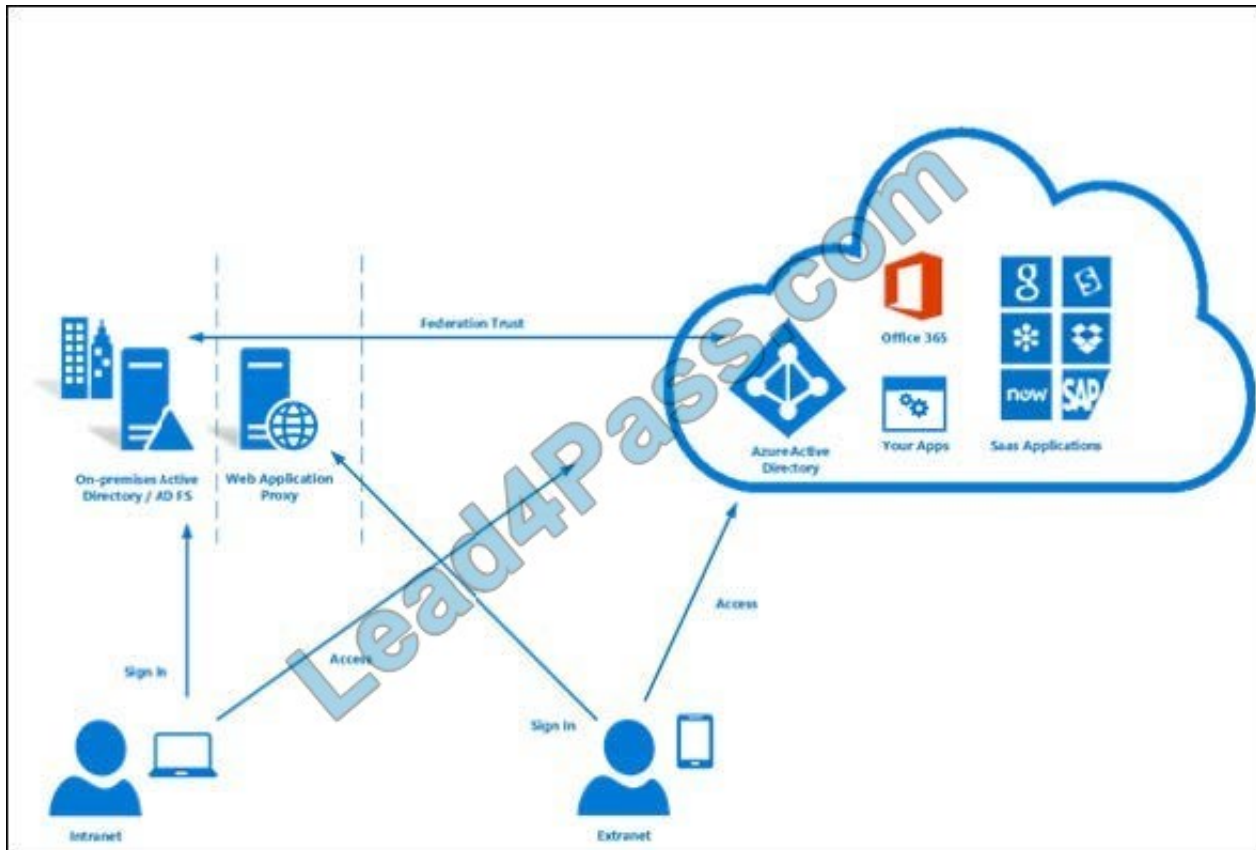 Federation Trust
Office 365
Your Apps
Saas Applications
now
SAP
Azure Active
Directory
On-premises Active
Directory / AD FS
Web Application
Proxy
Access
Sign In
Access
Sign In
Intranet
Extranet
Lead4Pass.com